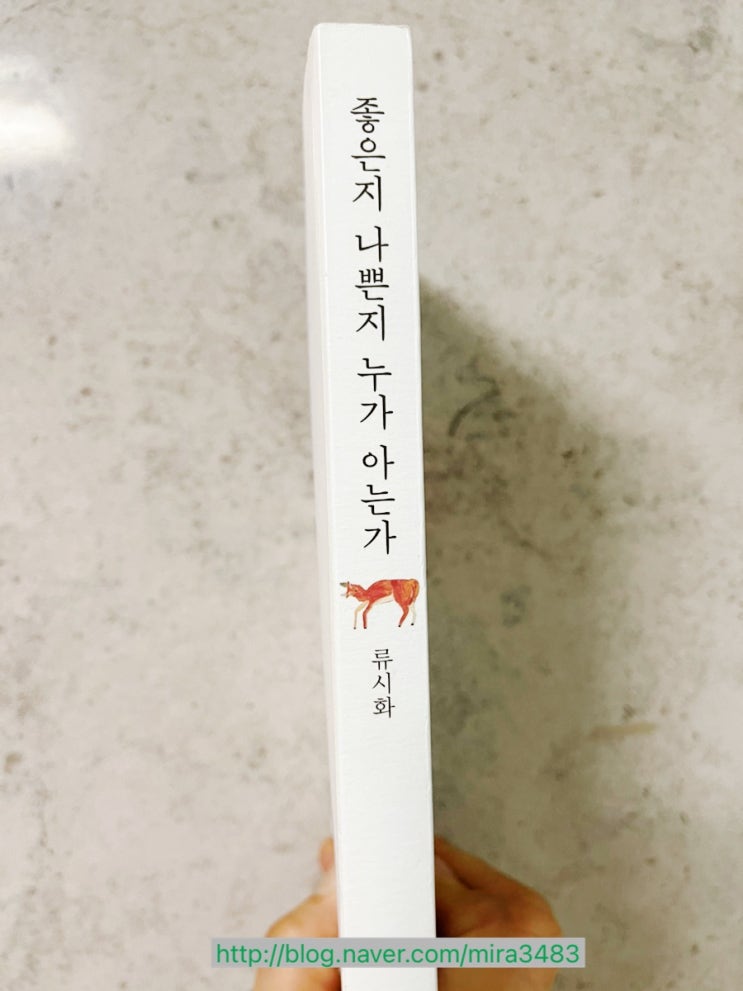 좋은지 나쁜지 누가 아는가
류시화
http://blog.naver.com/mira3483